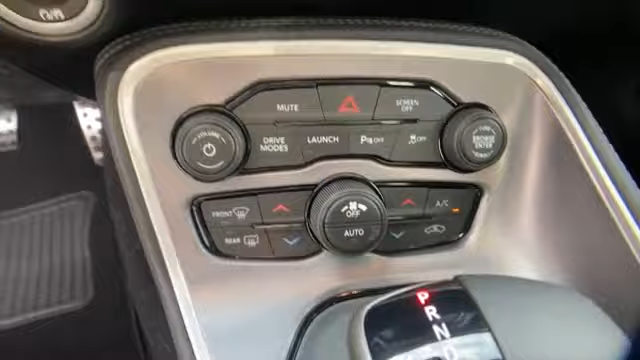 MUTE
SCREEN
OFF
VOLUME
DRIVE
MODES
LAUNCH
P OFF
OFF
BROWSE
ENTER
FRONT
OFF
A/C
REAR
AUTO
P
R
N